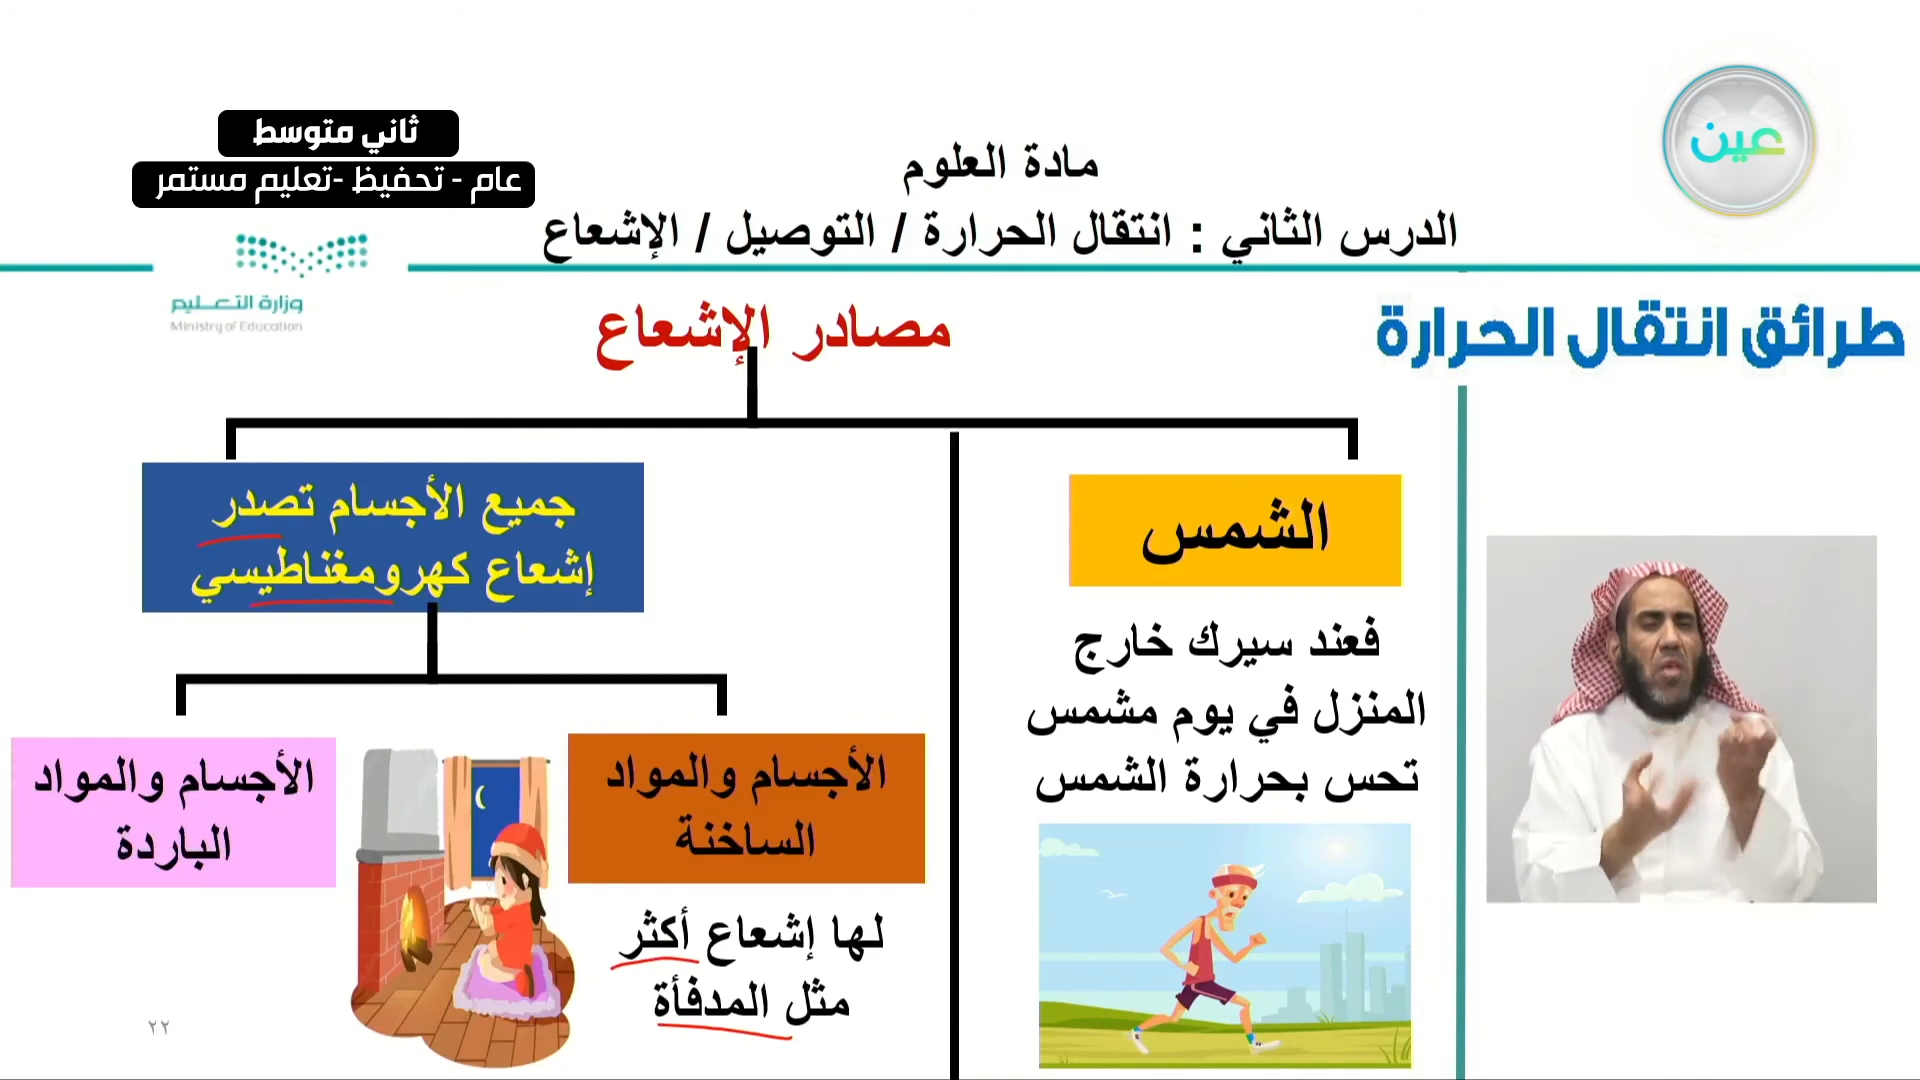 عين
ثاني متوسط
عام - تحفيظ -تعليم مستمر
مادة العلوم
الدرس الثاني : انتقال الحرارة / التوصيل / الإشعاع
وزارة التعليم
Ministry of Education
طرائق انتقال الحرارة
مصادر الإشعاع
الشمس
فعند سيرك خارج
المنزل في يوم مشمس
تحس بحرارة الشمس
جميع الأجسام تصدر
إشعاع كهرومغناطيسي
الأجسام والمواد
الساخنة
لها إشعاع أكثر
مثل المدفأة
الأجسام والمواد
الباردة
٢٢